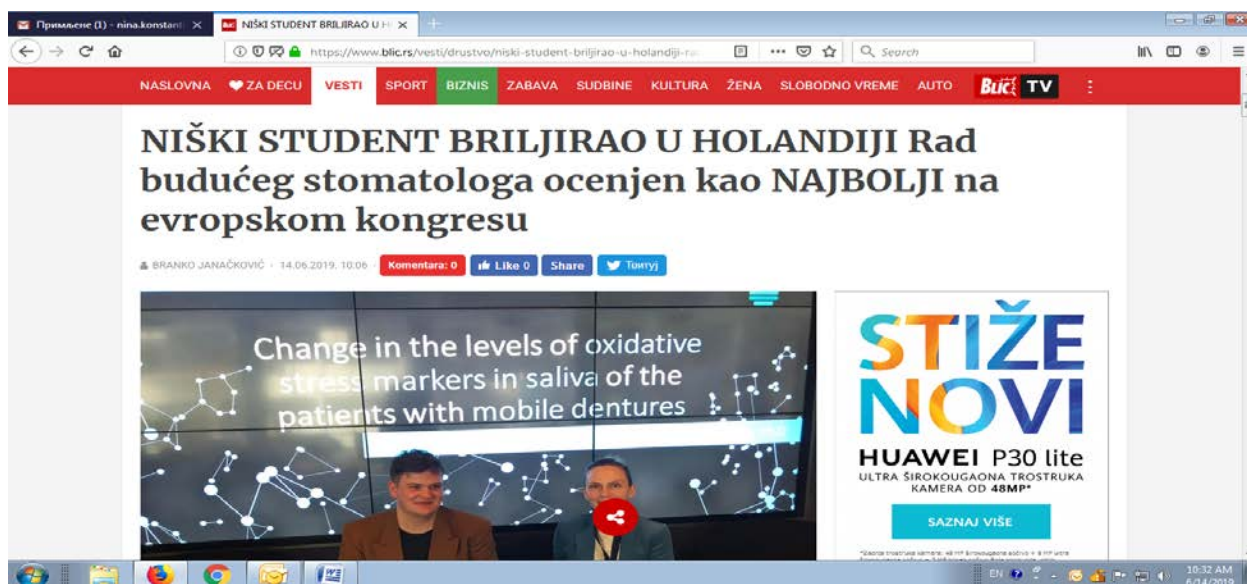 Примљене (1) - nina.konstant
NIŠKI STUDENT BRILJIRAO U H
https://www.blic.rs/vesti/drustvo/niski-student-briljirao-u-holandiji-ra
Search
NASLOVNA ZA DECU VESTI SPORT BIZNIS ZABAVA SUDBINE KULTURA ŽENA SLOBODNO VREME AUTO Blic TV
NIŠKI STUDENT BRILJIRAO U HOLANDIJI Rad
budućeg stomatologa ocenjen kao NAJBOLJI na
evropskom kongresu
BRANKO JANAČKOVIĆ - 14.06.2019. 10:06 - Komentara: 0 Like 0 Share Твитуј
Change in the levels of oxidative
stress markers in saliva of the
patients with mobile dentures
STIŽE
NOVI
HUAWEI P30 lite
ULTRA ŠIROKOUGAONA TROSTRUKA
KAMERA OD 48MP*
SAZNAJ VIŠE
EN
10:32 AM
6/14/2019